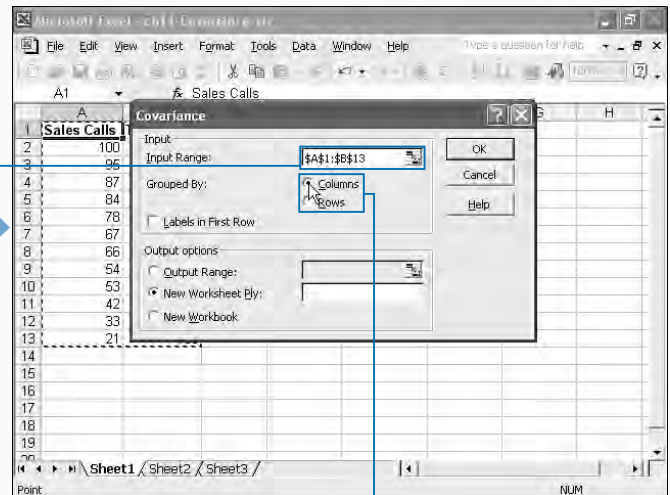 Microsoft Excel - ch11 Covariance.xls
File Edit View Insert Format Tools Data Window Help Type a question for help
A1 fx Sales Calls
A G H
1 Sales Calls
2 100
3 95
4 87
5 84
6 78
7 67
8 66
9 54
10 53
11 42
12 33
13 21
14
15
16
17
18
19
Covariance
Input
Input Range: $A$1:$B$13
Grouped By: Columns
Rows
Labels in First Row
Output options
Output Range:
New Worksheet Ply:
New Workbook
OK
Cancel
Help
Sheet1 Sheet2 Sheet3
Point NUM